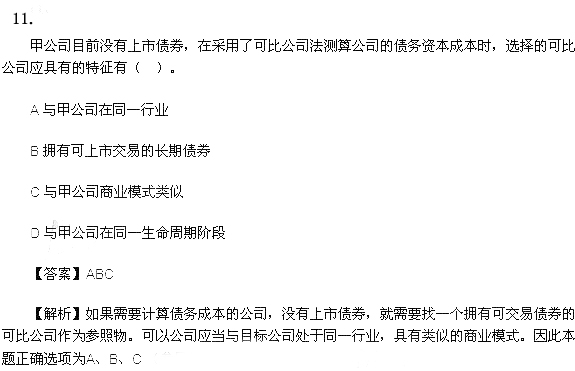 11.
甲公司目前没有上市债券，在采用了可比公司法测算公司的债务资本成本时，选择的可比
公司应具有的特征有（　）。
A 与甲公司在同一行业
B 拥有可上市交易的长期债券
C 与甲公司商业模式类似
D 与甲公司在同一生命周期阶段
【答案】ABC
【解析】如果需要计算债务成本的公司，没有上市债券，就需要找一个拥有可交易债券的
可比公司作为参照物。可以公司应当与目标公司处于同一行业，具有类似的商业模式。因此本
题正确选项为A、B、C